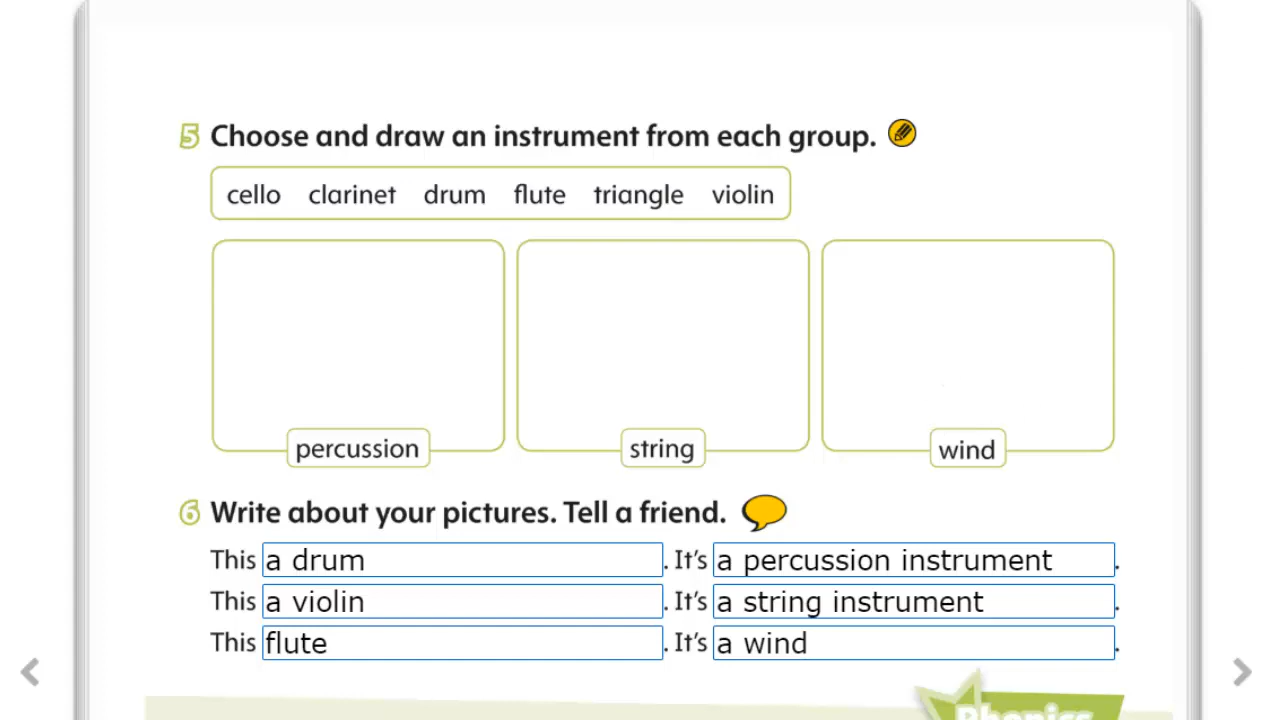 5 Choose and draw an instrument from each group.
cello clarinet drum flute triangle violin
percussion string wind
6 Write about your pictures. Tell a friend.
This a drum. It's a percussion instrument.
This a violin. It's a string instrument.
This flute. It's a wind.
Phonics